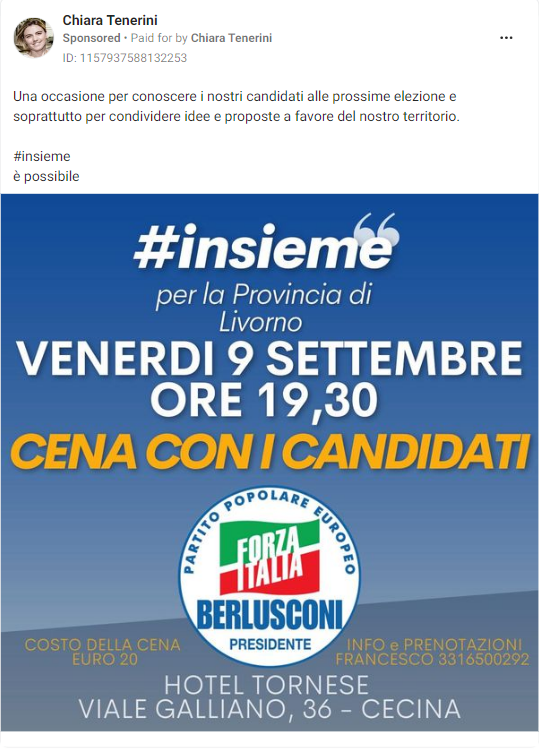 Chiara Tenerini
Sponsored • Paid for by Chiara Tenerini
ID: 1157937588132253
Una occasione per conoscere i nostri candidati alle prossime elezione e
soprattutto per condividere idee e proposte a favore del nostro territorio.
#insieme
è possibile
#insieme
per la Provincia di
Livorno
VENERDI 9 SETTEMBRE
ORE 19,30
CENA CON I CANDIDATI
PARTITO POPOLARE EUROPEO
FORZA
ITALIA
BERLUSCONI
PRESIDENTE
COSTO DELLA CENA
EURO 20
INFO e PRENOTAZIONI
FRANCESCO 3316500292
HOTEL TORNESE
VIALE GALLIANO, 36 - CECINA